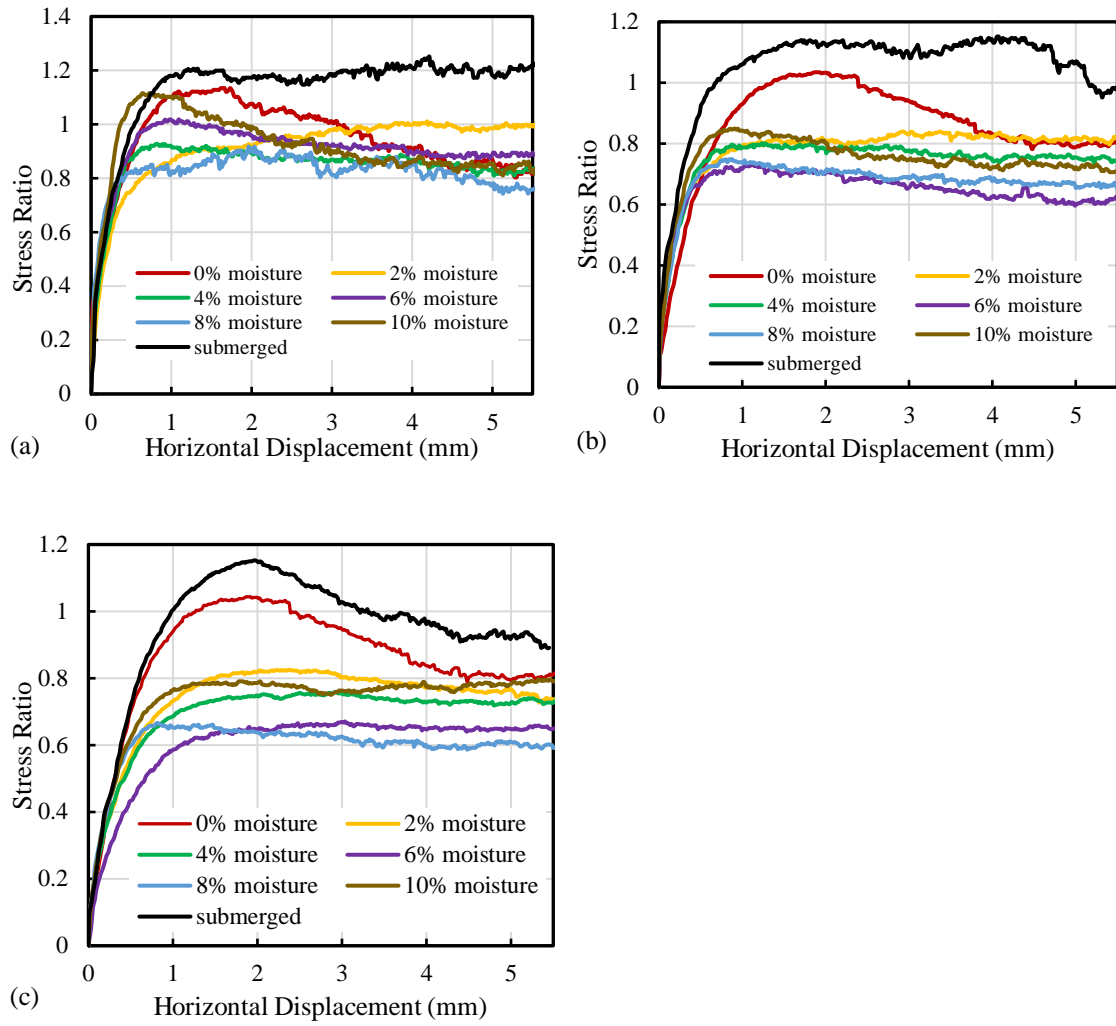 1.4
1.2
1
0.8
0.6
0.4
0.2
0
Stress Ratio
0% moisture 2% moisture
4% moisture 6% moisture
8% moisture 10% moisture
submerged
0 1 2 3 4 5
Horizontal Displacement (mm)
(a)
1.2
1
0.8
0.6
0.4
0.2
0
Stress Ratio
0% moisture 2% moisture
4% moisture 6% moisture
8% moisture 10% moisture
submerged
0 1 2 3 4 5
Horizontal Displacement (mm)
(b)
1.2
1
0.8
0.6
0.4
0.2
0
Stress Ratio
0% moisture 2% moisture
4% moisture 6% moisture
8% moisture 10% moisture
submerged
0 1 2 3 4 5
Horizontal Displacement (mm)
(c)